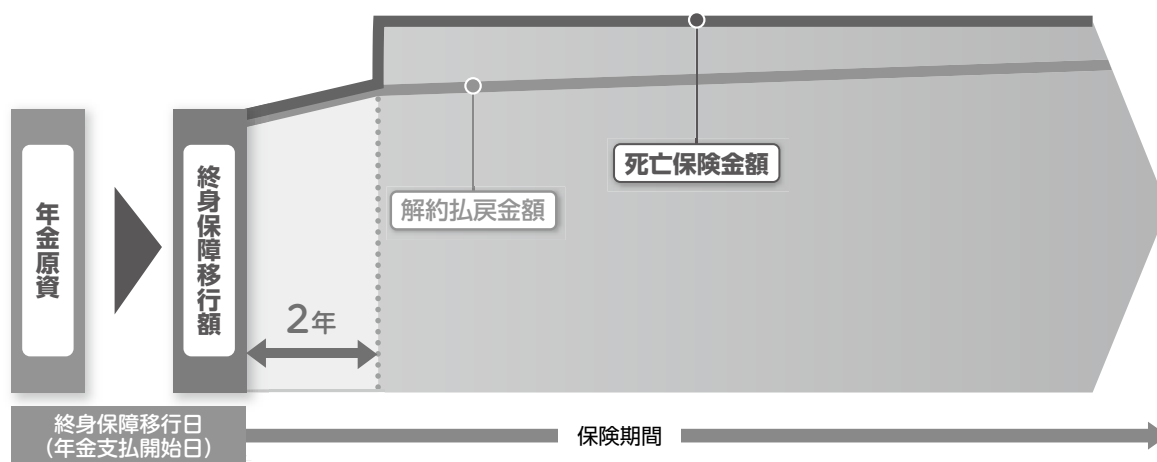 死亡保険金額
解約払戻金額
年金原資
終身保障移行額
2年
終身保障移行日
(年金支払開始日)
保険期間